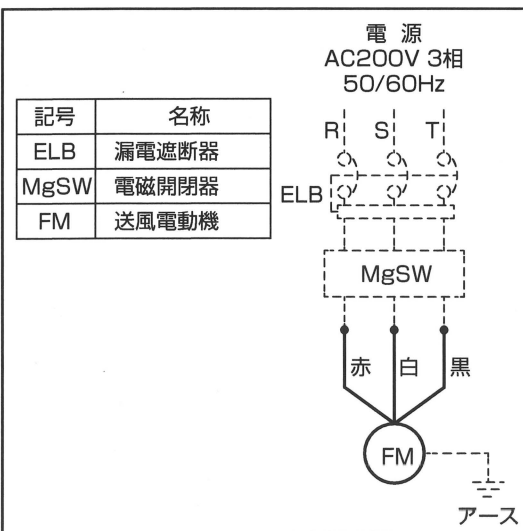 電 源
AC200V 3相
50/60Hz
記号 名称
ELB 漏電遮断器
MgSW 電磁開閉器
FM 送風電動機
R S T
ELB
MgSW
赤 白 黒
FM
アース